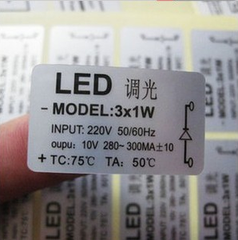 LED 调光
- MODEL:3x1W
INPUT: 220V 50/60Hz
oupu: 10V 280~300MA±10
+ TC:75℃ TA: 50℃